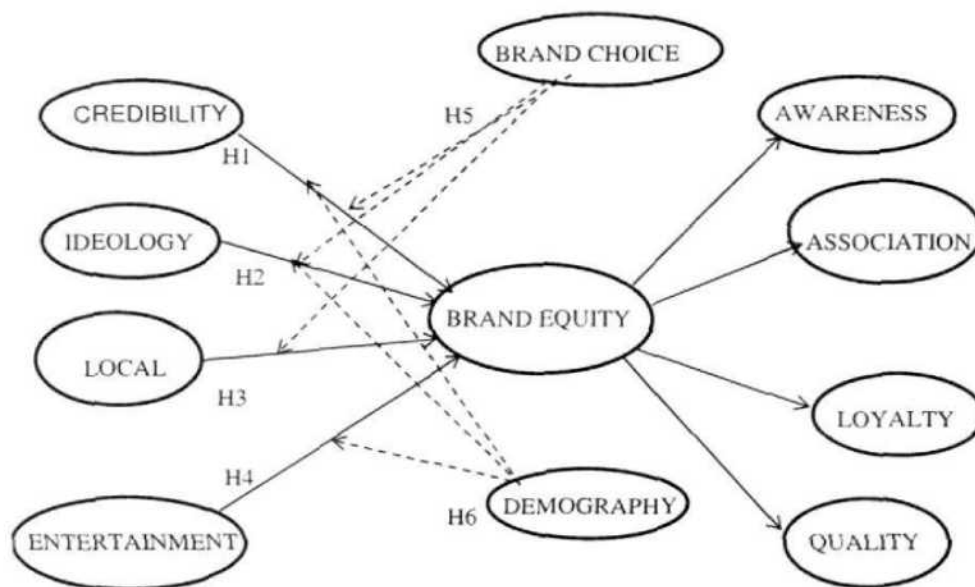 BRAND CHOICE
CREDIBILITY
AWARENESS
H5
H1
IDEOLOGY
ASSOCIATION
H2
BRAND EQUITY
LOCAL
H3
LOYALTY
H4
DEMOGRAPHY
H6
ENTERTAINMENT
QUALITY